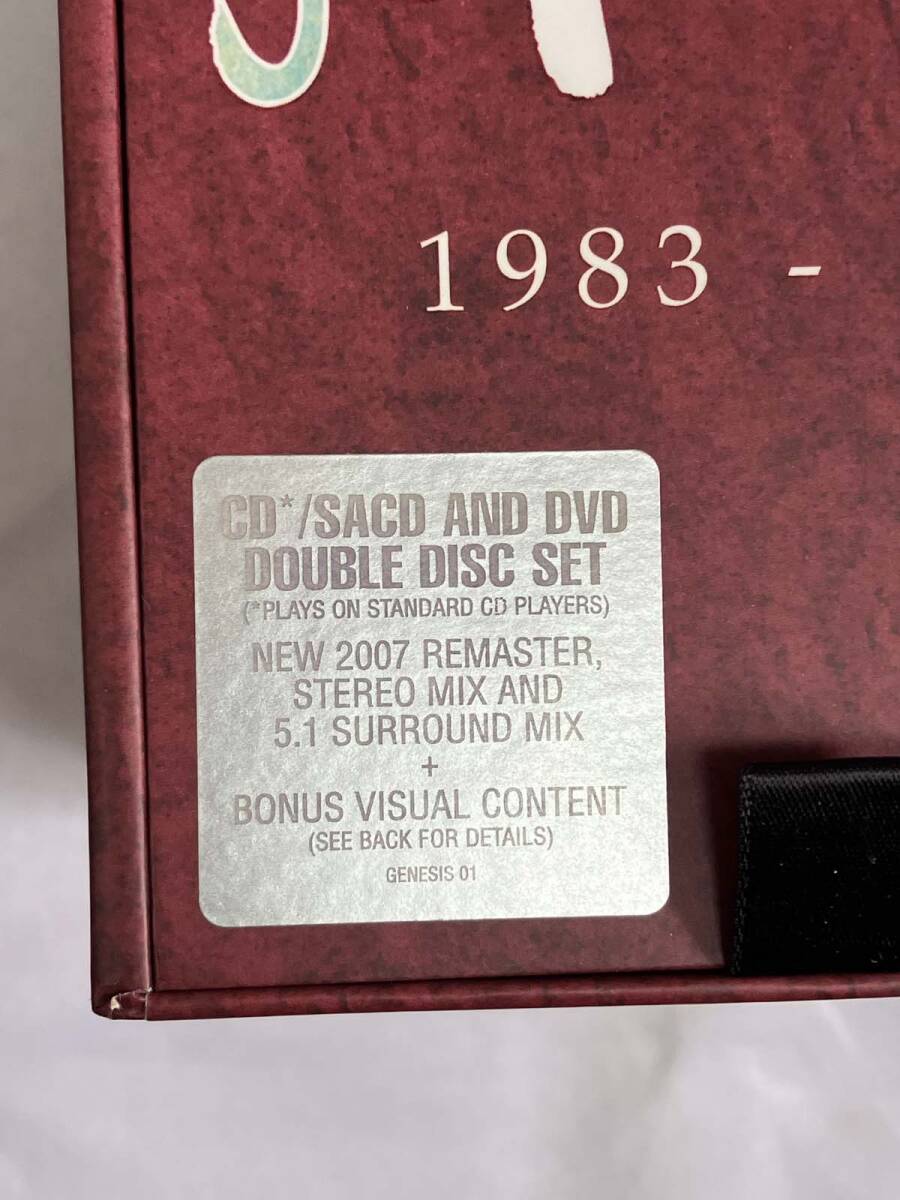 1983 -
CD*/SACD AND DVD
DOUBLE DISC SET
(*PLAYS ON STANDARD CD PLAYERS)
NEW 2007 REMASTER,
STEREO MIX AND
5.1 SURROUND MIX
+
BONUS VISUAL CONTENT
(SEE BACK FOR DETAILS)
GENESIS 01